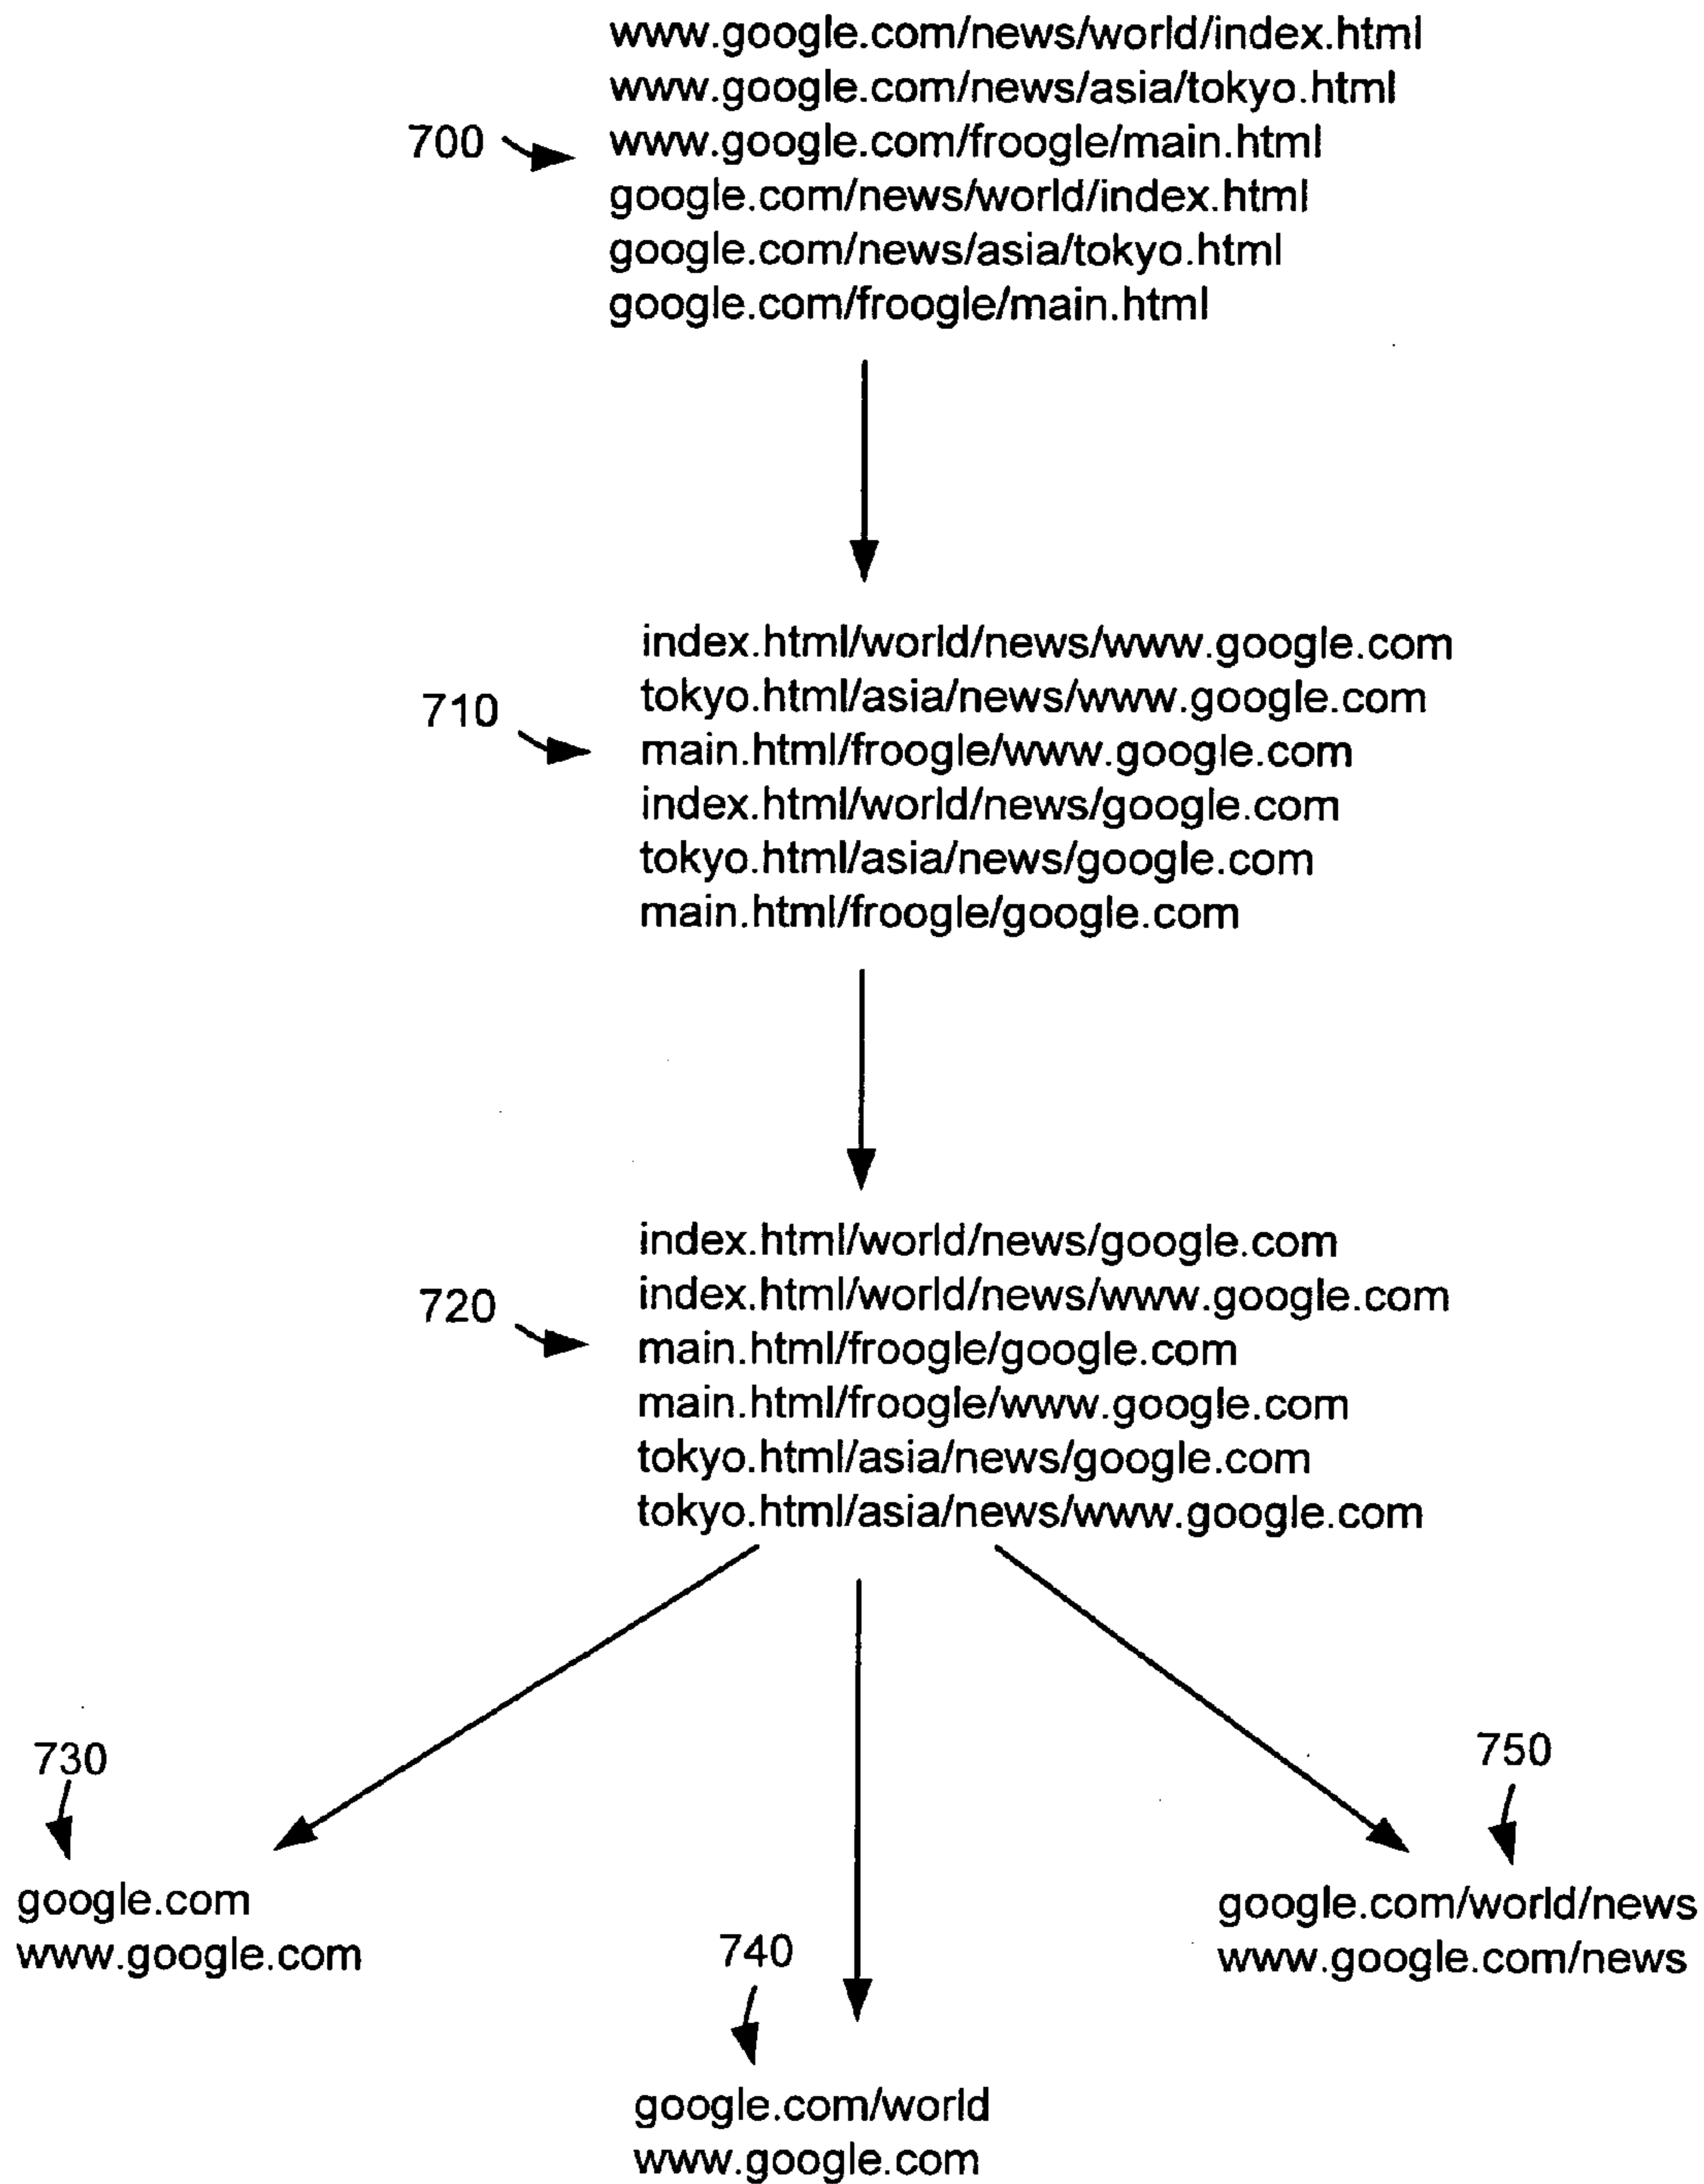 www.google.com/news/world/index.html
www.google.com/news/asia/tokyo.html
700
www.google.com/froogle/main.html
google.com/news/world/index.html
google.com/news/asia/tokyo.html
google.com/froogle/main.html
index.html/world/news/www.google.com
710
tokyo.html/asia/news/www.google.com
main.html/froogle/www.google.com
index.html/world/news/google.com
tokyo.html/asia/news/google.com
main.html/froogle/google.com
index.html/world/news/google.com
720
index.html/world/news/www.google.com
main.html/froogle/google.com
main.html/froogle/www.google.com
tokyo.html/asia/news/google.com
tokyo.html/asia/news/www.google.com
730
google.com
www.google.com
740
google.com/world
www.google.com
750
google.com/world/news
www.google.com/news